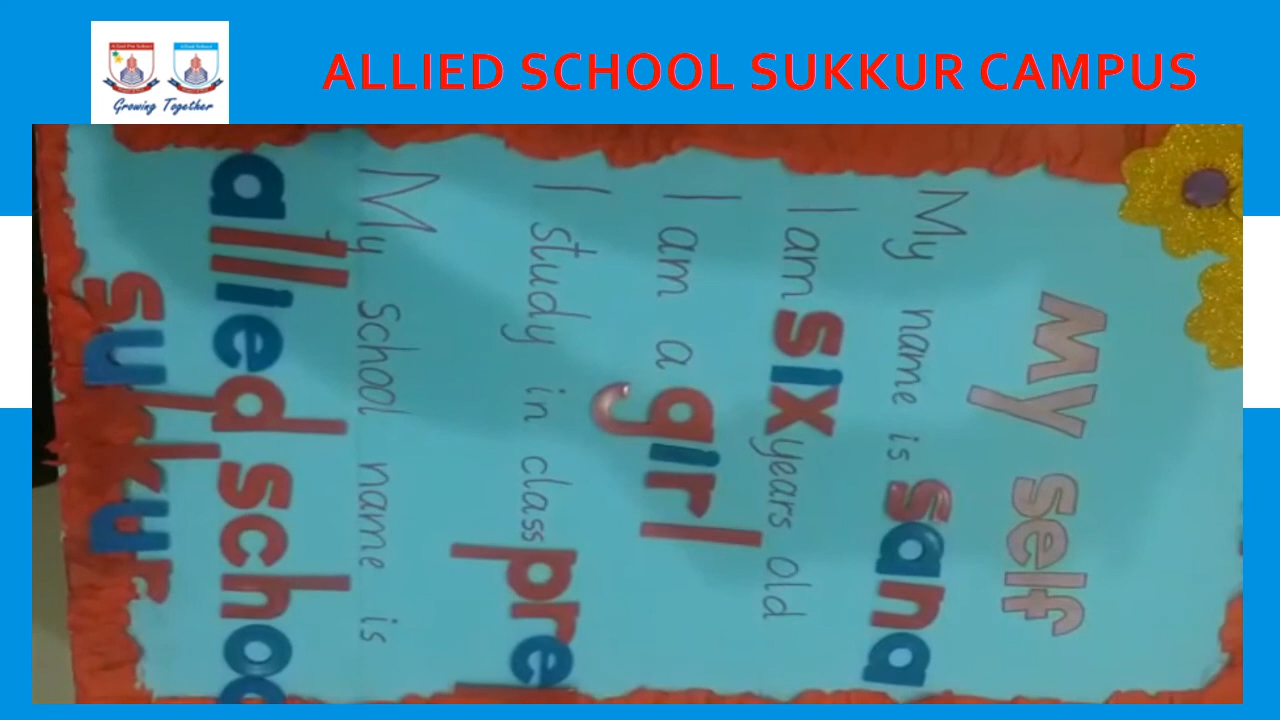 ALLIED SCHOOL SUKKUR CAMPUS
Growing Together
My self
My name is sana
I am six years old
I am a girl
I study in class pre
My School name is
allied schoo
sukkur